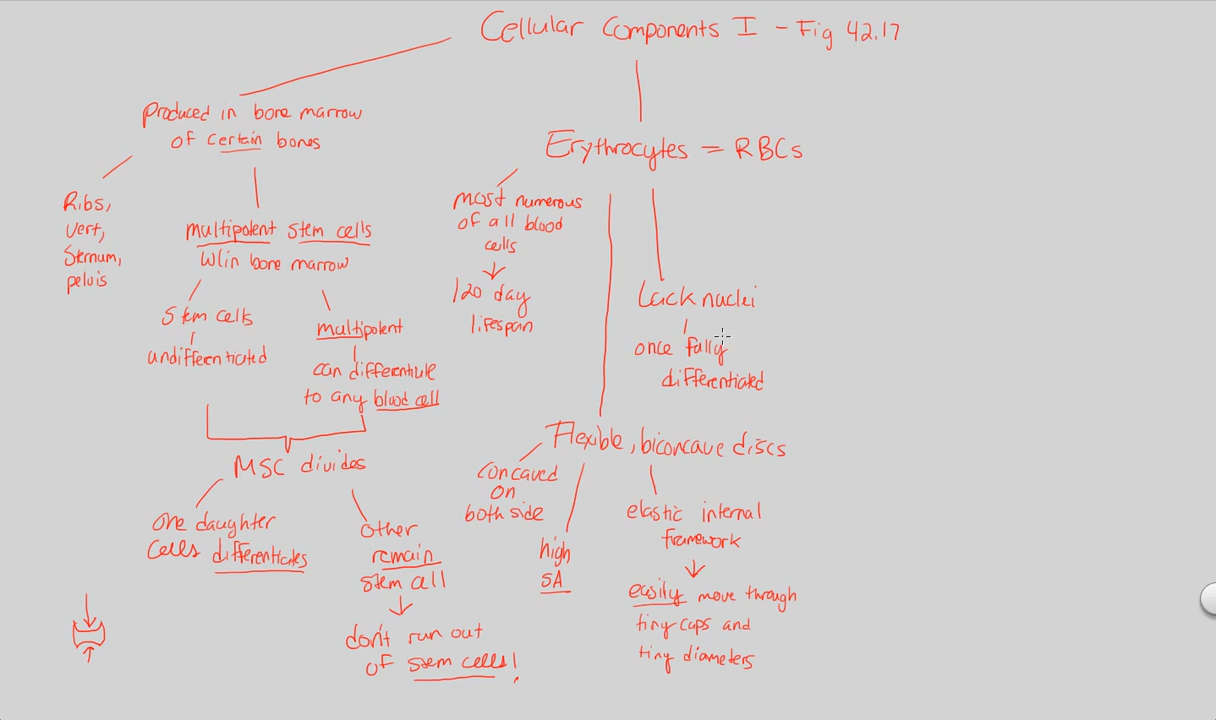 Cellular Components I - Fig 42.17
produced in bone marrow
of certain bones
Ribs,
vert,
Sternum,
pelvis
multipotent stem cells
w/in bone marrow
Stem cells
undifferentiated
multipotent
can differentiate
to any blood cell
MSC divides
one daughter
cells differentiates
other
remain
stem all
don't run out
of stem cells!
Erythrocytes = RBCs
most numerous
of all blood
cells
120 day
lifespan
Lack nuclei
once fully
differentiated
Flexible, biconcave discs
concaved
on
both side
high
SA
elastic internal
framework
easily move through
tiny caps and
tiny diameters